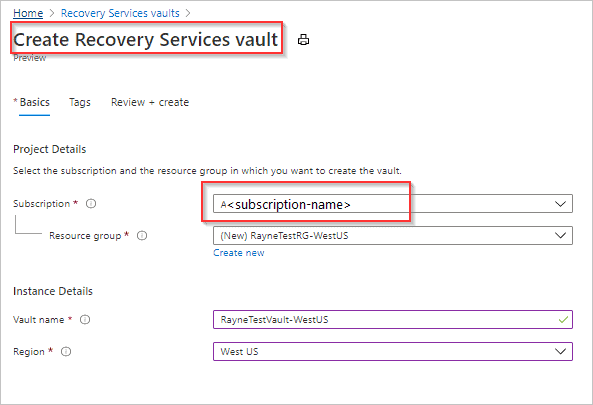 Home > Recovery Services vaults >
Create Recovery Services vault
Preview
* Basics Tags Review + create
Project Details
Select the subscription and the resource group in which you want to create the vault.
Subscription * A<subscription-name>
Resource group * (New) RayneTestRG-WestUS
Create new
Instance Details
Vault name * RayneTestVault-WestUS
Region * West US